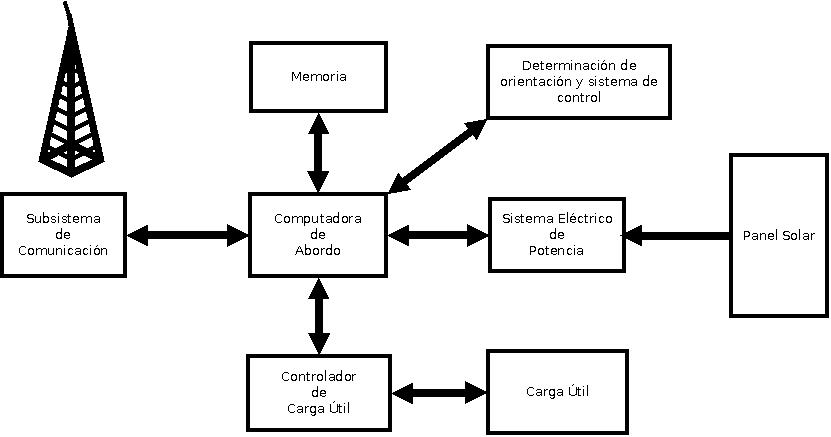 Memoria
Determinación de
orientación y sistema de
control
Subsistema
de
Comunicación
Computadora
de
Abordo
Sistema Eléctrico
de
Potencia
Panel Solar
Controlador
de
Carga Útil
Carga Útil